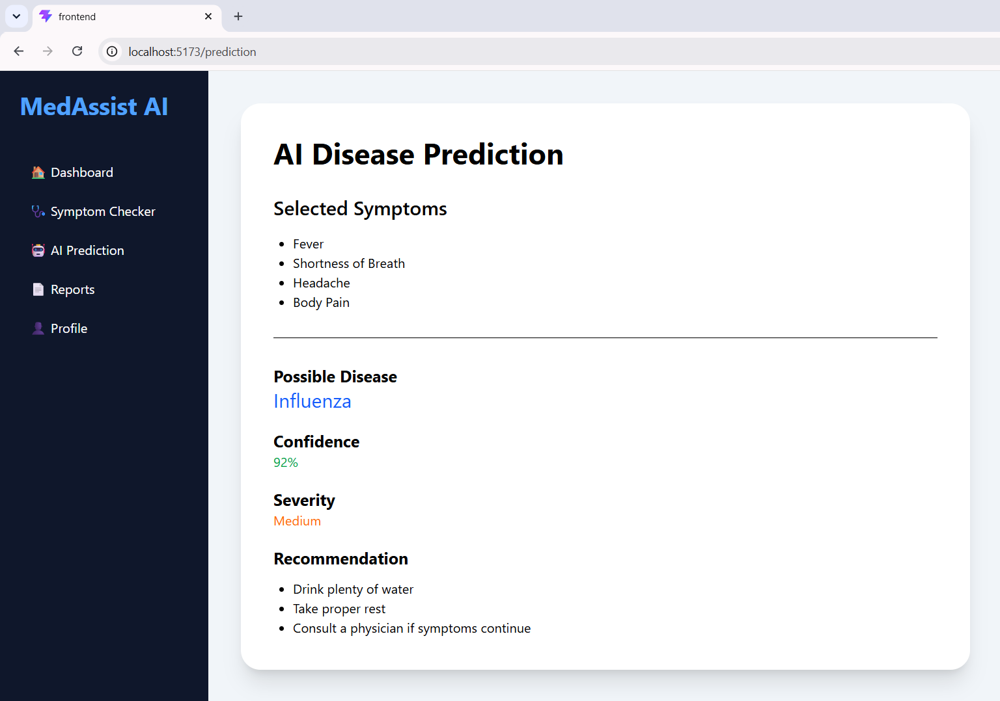 frontend
localhost:5173/prediction
MedAssist AI
Dashboard
Symptom Checker
AI Prediction
Reports
Profile
AI Disease Prediction
Selected Symptoms
Fever
Shortness of Breath
Headache
Body Pain
Possible Disease
Influenza
Confidence
92%
Severity
Medium
Recommendation
Drink plenty of water
Take proper rest
Consult a physician if symptoms continue